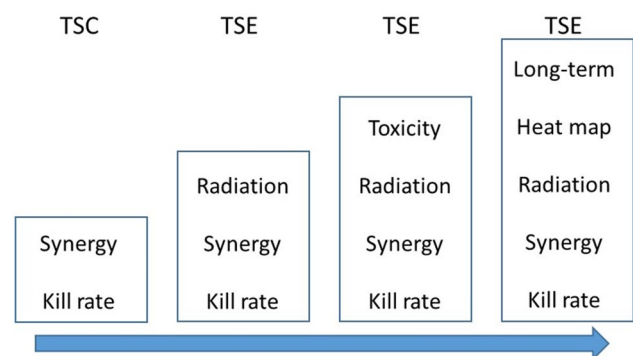 TSC
TSE
TSE
TSE
Synergy
Kill rate
Radiation
Synergy
Kill rate
Toxicity
Radiation
Synergy
Kill rate
Long-term
Heat map
Radiation
Synergy
Kill rate